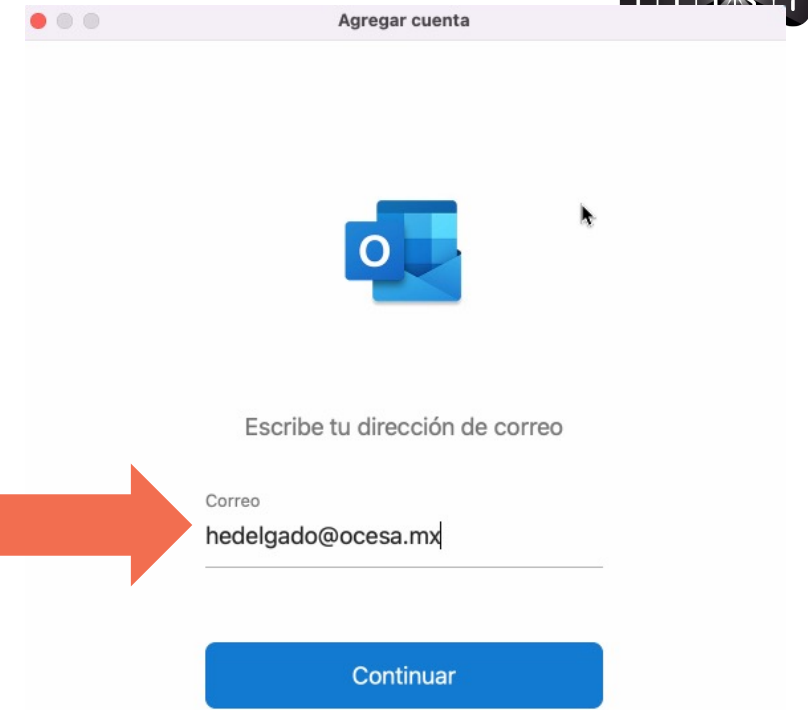 Agregar cuenta
O
Escribe tu dirección de correo
Correo
hedelgado@ocesa.mx
Continuar